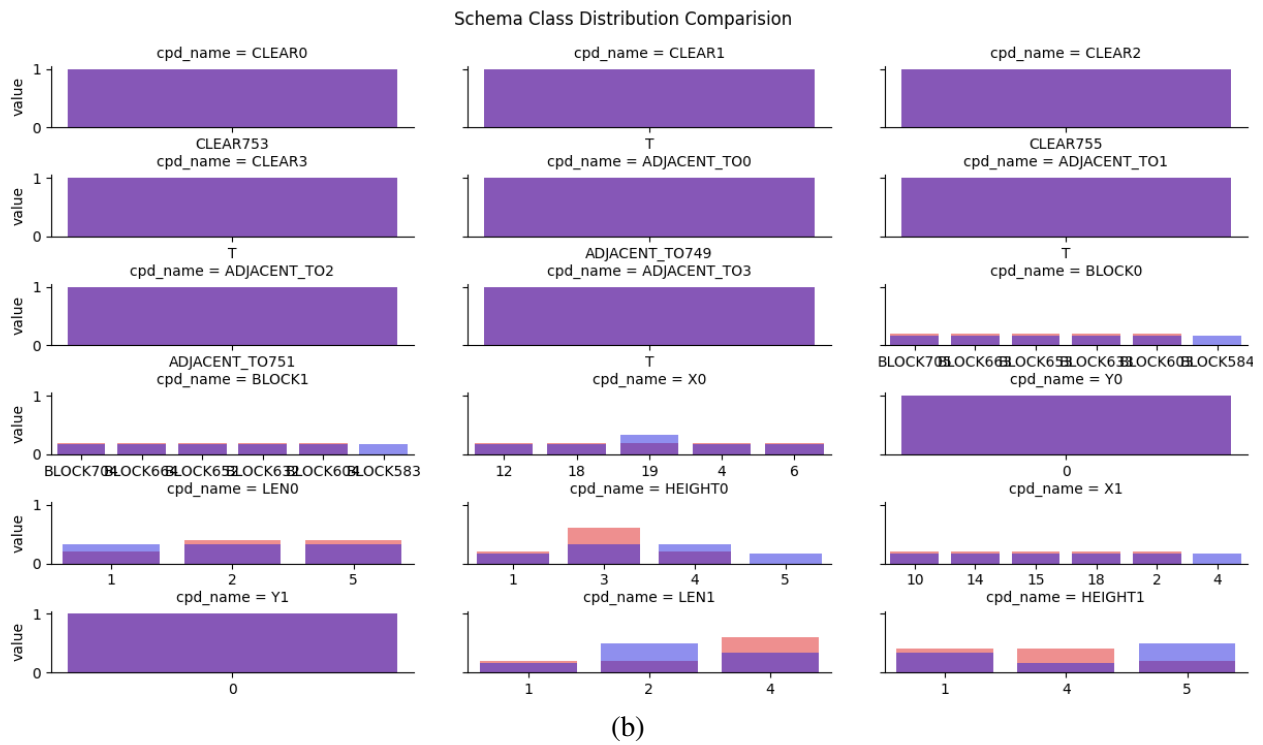 Schema Class Distribution Comparision
cpd_name = CLEAR0 cpd_name = CLEAR1 cpd_name = CLEAR2
value 1 0
CLEAR753 T CLEAR755
cpd_name = CLEAR3 cpd_name = ADJACENT_TO0 cpd_name = ADJACENT_TO1
value 1 0
T ADJACENT_TO749 T
cpd_name = ADJACENT_TO2 cpd_name = ADJACENT_TO3 cpd_name = BLOCK0
value 1 0
ADJACENT_TO751 T BLOCK584
cpd_name = BLOCK1 cpd_name = X0 cpd_name = Y0
value 1 0
BLOCK583 12 18 19 4 6 0
cpd_name = LEN0 cpd_name = HEIGHT0 cpd_name = X1
value 1 0
1 2 5 1 3 4 5 10 14 15 18 2 4
cpd_name = Y1 cpd_name = LEN1 cpd_name = HEIGHT1
value 1 0
0 1 2 4 1 4 5
(b)